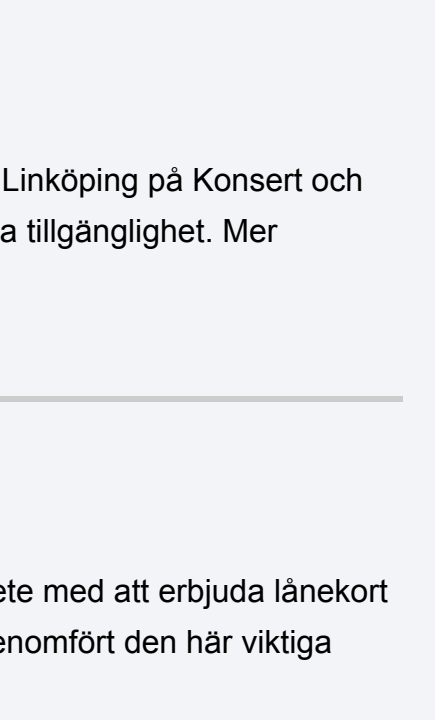 Linköping på Konsert och
a tillgänglighet. Mer
ete med att erbjuda lånekort
enomfört den här viktiga